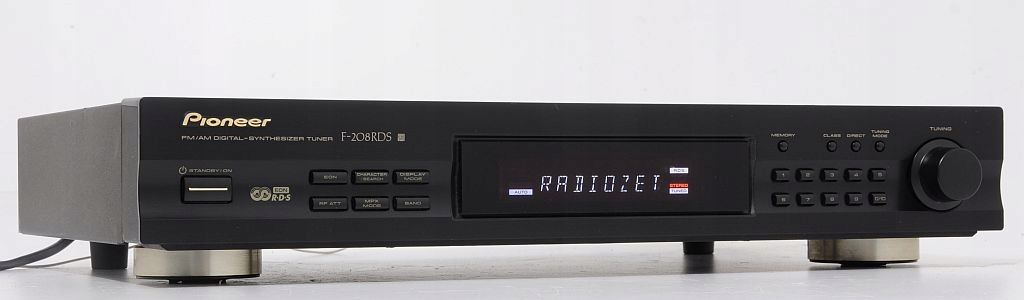 Pioneer
FM/AM DIGITAL-SYNTHESIZER TUNER F-208RDS
STANDBY/ON
EON
R·D·S
EON
CHARACTER
SEARCH
DISPLAY
MODE
RF ATT
MPX
MODE
BAND
AUTO
RADIOZET
RDS
STEREO
TUNED
MEMORY
CLASS
DIRECT
TUNING
MODE
TUNING
1 2 3 4 5
6 7 8 9 0/10